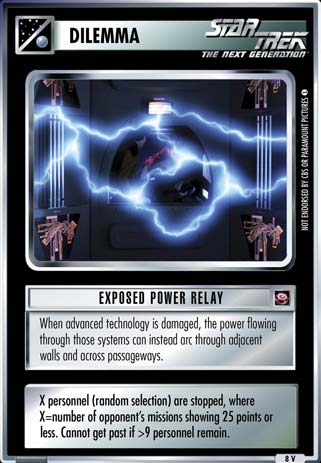 DILEMMA
STAR TREK
THE NEXT GENERATION
NOT ENDORSED BY CBS OR PARAMOUNT PICTURES
EXPOSED POWER RELAY
When advanced technology is damaged, the power flowing
through those systems can instead arc through adjacent
walls and across passageways.
X personnel (random selection) are stopped, where
X=number of opponent's missions showing 25 points or
less. Cannot get past if >9 personnel remain.
8 V